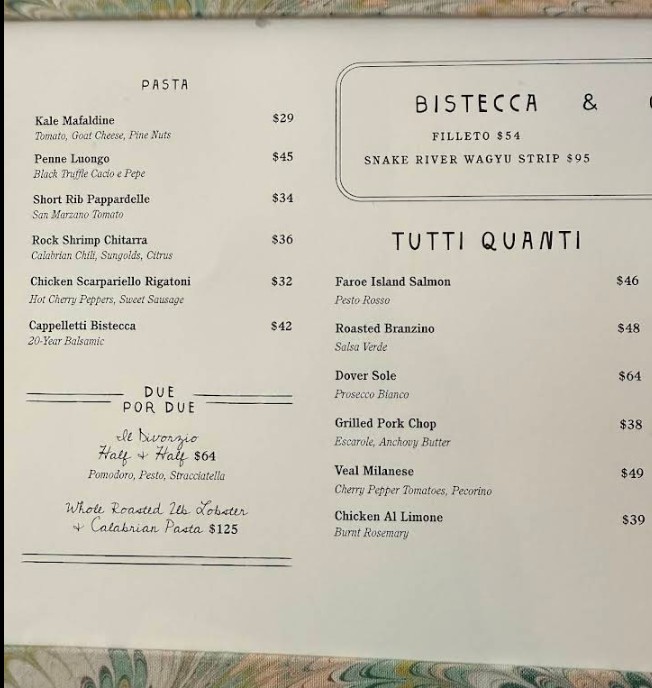 PASTA
Kale Mafaldine $29
Tomato, Goat Cheese, Pine Nuts
Penne Luongo $45
Black Truffle Cacio e Pepe
Short Rib Pappardelle $34
San Marzano Tomato
Rock Shrimp Chitarra $36
Calabrian Chili, Sungolds, Citrus
Chicken Scarpariello Rigatoni $32
Hot Cherry Peppers, Sweet Sausage
Cappelletti Bistecca $42
20-Year Balsamic
DUE
POR DUE
Il Divorzio
Half & Half $64
Pomodoro, Pesto, Stracciatella
Whole Roasted 2lb Lobster
+ Calabrian Pasta $125
BISTECCA &
FILLETO $54
SNAKE RIVER WAGYU STRIP $95
TUTTI QUANTI
Faroe Island Salmon $46
Pesto Rosso
Roasted Branzino $48
Salsa Verde
Dover Sole $64
Prosecco Bianco
Grilled Pork Chop $38
Escarole, Anchovy Butter
Veal Milanese $49
Cherry Pepper Tomatoes, Pecorino
Chicken Al Limone $39
Burnt Rosemary